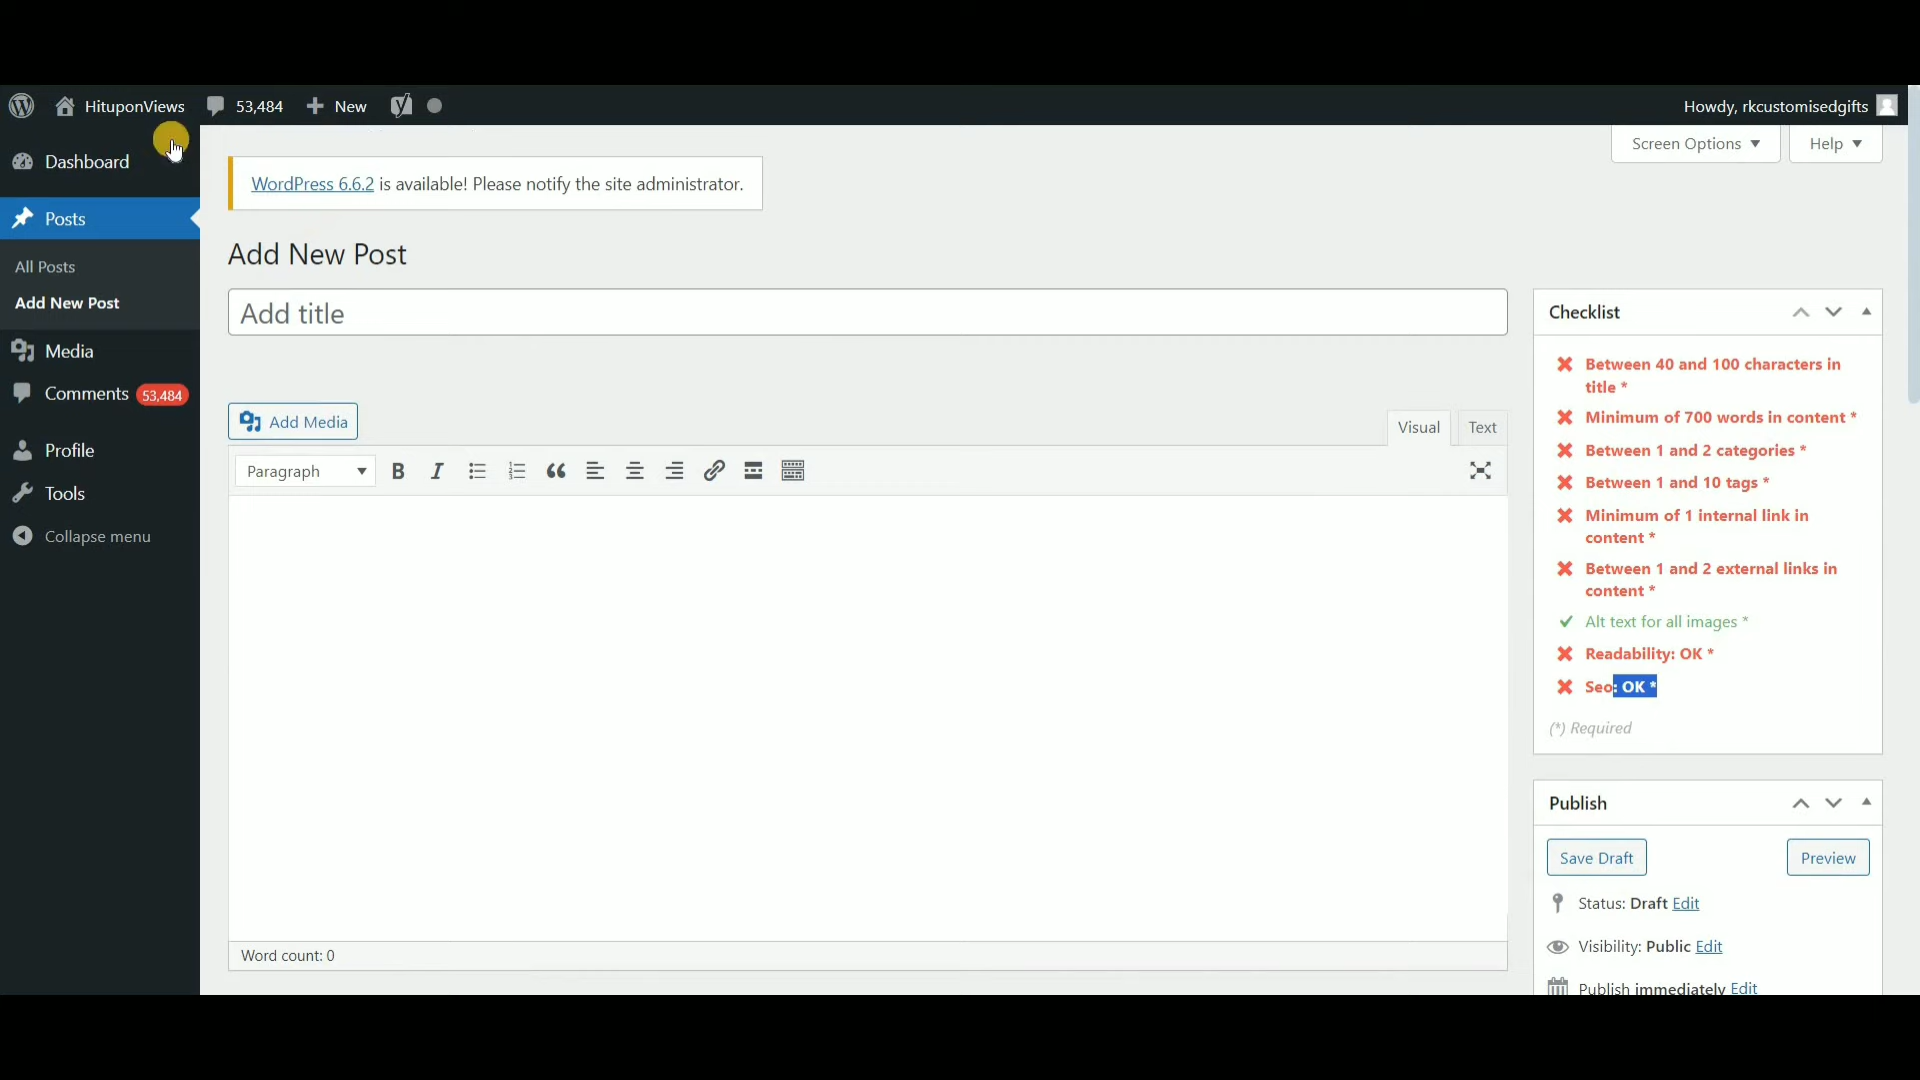 HituponViews 53,484 New Howdy, rkcustomisedgifts
Screen Options Help
Dashboard
WordPress 6.6.2 is available! Please notify the site administrator.
Posts
All Posts
Add New Post
Media
Comments 53,484
Profile
Tools
Collapse menu
Add New Post
Add title
Add Media
Visual Text
Paragraph
Word count: 0
Checklist
Between 40 and 100 characters in
title *
Minimum of 700 words in content *
Between 1 and 2 categories *
Between 1 and 10 tags *
Minimum of 1 internal link in
content *
Between 1 and 2 external links in
content *
Alt text for all images *
Readability: OK *
Seo: OK *
(*) Required
Publish
Save Draft Preview
Status: Draft Edit
Visibility: Public Edit
Publish immediately Edit